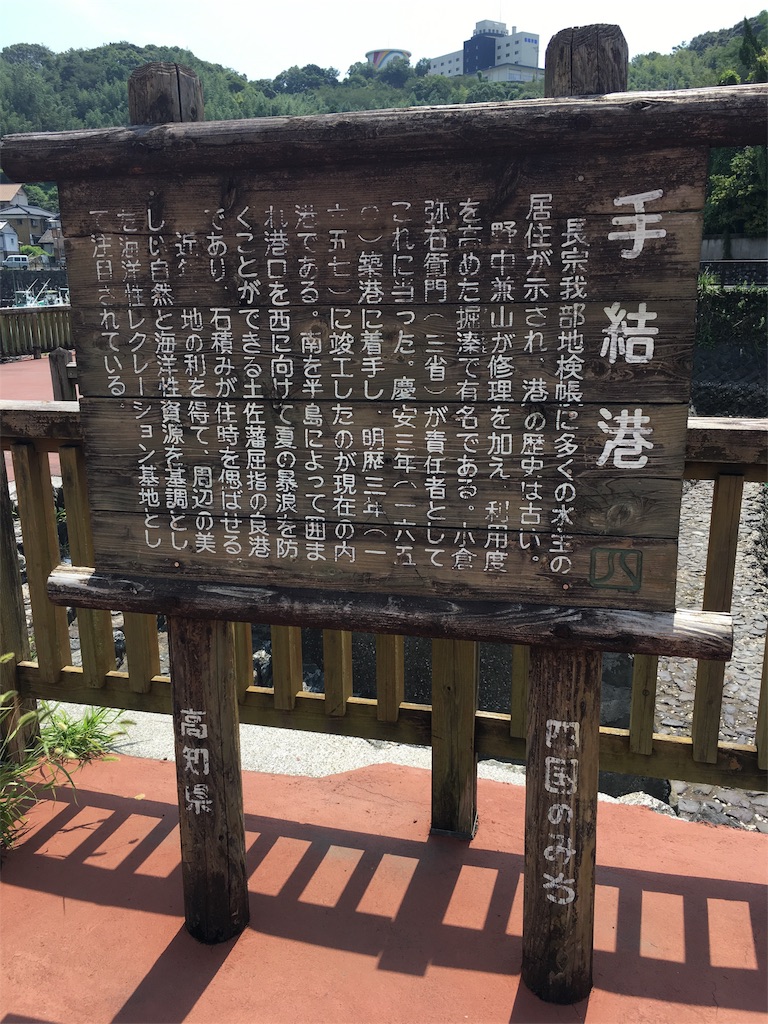 手結港
長宗我部地検帳に多くの水主の
居住が示され、港の歴史は古い。
野中兼山が修理を加え、利用度
を高めた掘溱で有名である。小倉
弥右衛門（三省）が責任者として
これに当った。慶安三年（一六五
〇）築港に着手し、明暦三年（一
六五七）に竣工したのが現在の内
港である。南を半島によって囲ま
れ港口を西に向けて夏の暴浪を防
ぐことができる土佐藩屈指の良港
であり、石積みが往時を偲ばせる
近年、地の利を得て、周辺の美
しい自然と海洋性資源を基調とし
た海洋性レクレーション基地とし
て注目されている。
四国のみち
高知県